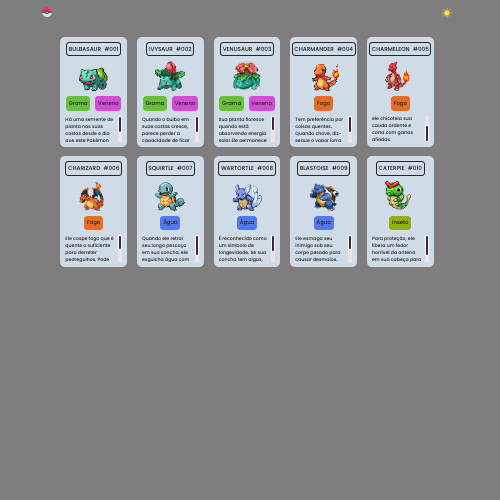 BULBASAUR #001
Grama Veneno
Há uma semente de
planta nas suas
costas desde o dia
que este Pokémon
IVYSAUR #002
Grama Veneno
Quando o bulbo em
suas costas cresce,
parece perder a
capacidade de ficar
VENUSAUR #003
Grama Veneno
Sua planta floresce
quando está
absorvendo energia
solar.Ele permanece
CHARMANDER #004
Fogo
Tem preferência por
coisas quentes.
Quando chove, diz-
seque o vapor jorra
CHARMELEON #005
Fogo
ele chicoteia sua
cauda ardente e
corta com garras
afiadas.
CHARIZARD #006
Fogo
Ele cospe fogo que é
quente o suficiente
para derreter
pedregulhos. Pode
SQUIRTLE #007
Água
Quando ele retrai
seu longo pescoço
em sua concha, ele
esguicha água com
WARTORTLE #008
Água
É reconhecido como
um símbolo de
longevidade. Se sua
concha tem algas,
BLASTOISE #009
Água
Ele esmaga seu
inimigo sob seu
corpo pesado para
causar desmaios.
CATERPIE #010
Inseto
Para proteção, ele
libera um fedor
horrível da antena
em sua cabeça para